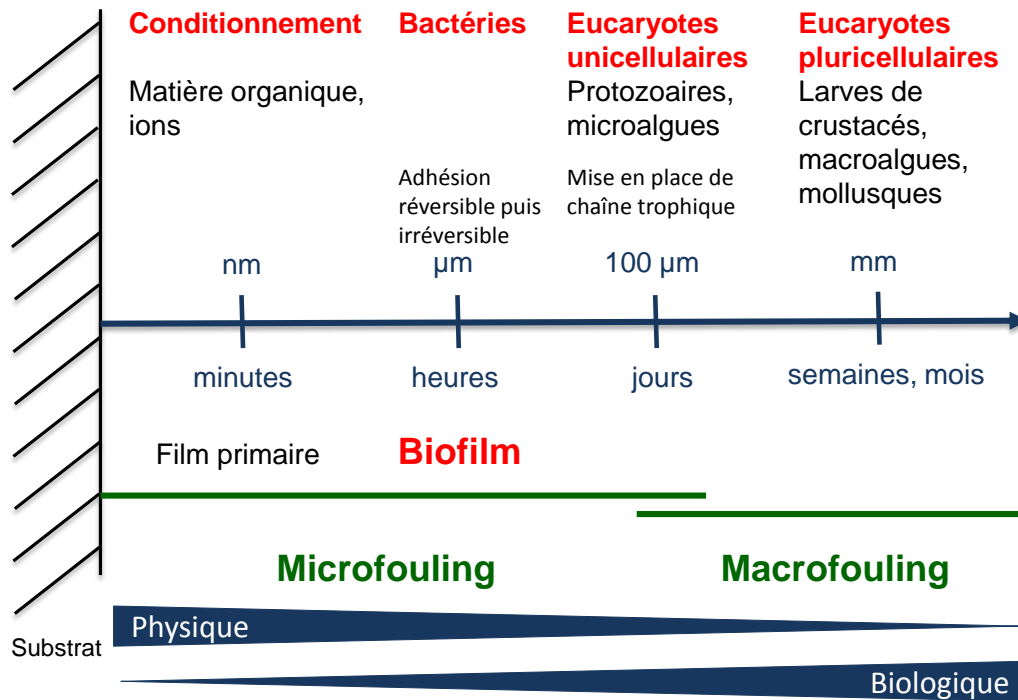 Conditionnement
Matière organique,
ions
Bactéries
Adhésion
réversible puis
irréversible
Eucaryotes
unicellulaires
Protozoaires,
microalgues
Mise en place de
chaîne trophique
Eucaryotes
pluricellulaires
Larves de
crustacés,
macroalgues,
mollusques
nm
µm
100 µm
mm
minutes
heures
jours
semaines, mois
Film primaire
Biofilm
Microfouling
Macrofouling
Substrat
Physique
Biologique